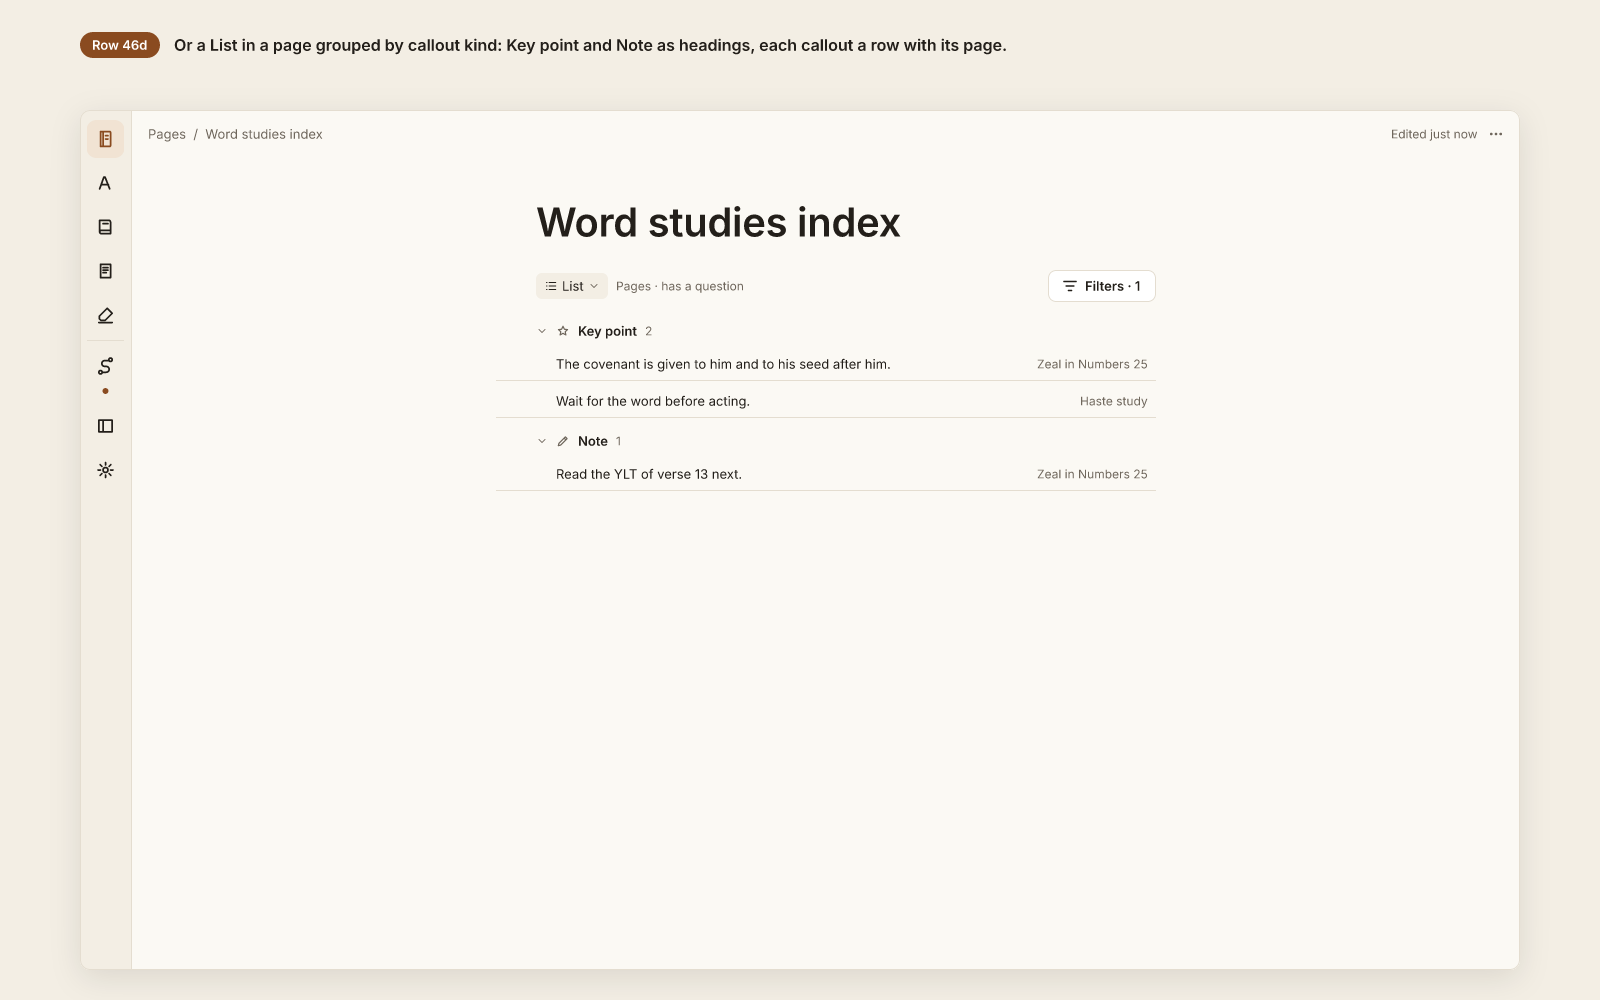 Row 46d
Or a List in a page grouped by callout kind: Key point and Note as headings, each callout a row with its page.
Pages / Word studies index
Edited just now
Word studies index
List
Pages · has a question
Filters · 1
Key point 2
The covenant is given to him and to his seed after him.
Zeal in Numbers 25
Wait for the word before acting.
Haste study
Note 1
Read the YLT of verse 13 next.
Zeal in Numbers 25